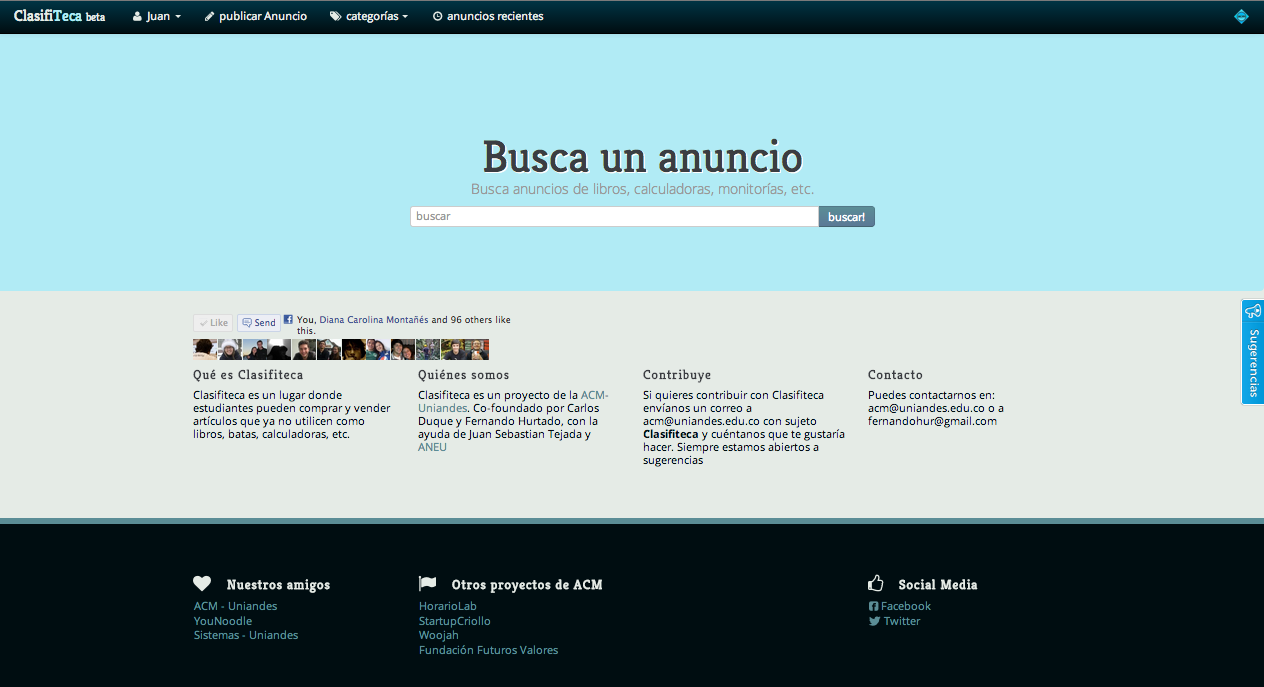 ClasifiTeca beta
Juan
publicar Anuncio
categorías
anuncios recientes
Busca un anuncio
Busca anuncios de libros, calculadoras, monitorías, etc.
buscar
buscar!
Like
Send
You, Diana Carolina Montañés and 96 others like
this.
Sugerencias
Qué es Clasifiteca
Clasifiteca es un lugar donde
estudiantes pueden comprar y vender
artículos que ya no utilicen como
libros, batas, calculadoras, etc.
Quiénes somos
Clasifiteca es un proyecto de la ACM-
Uniandes. Co-foundado por Carlos
Duque y Fernando Hurtado, con la
ayuda de Juan Sebastian Tejada y
ANEU
Contribuye
Si quieres contribuir con Clasifiteca
envíanos un correo a
acm@uniandes.edu.co con sujeto
Clasifiteca y cuéntanos que te gustaría
hacer. Siempre estamos abiertos a
sugerencias
Contacto
Puedes contactarnos en:
acm@uniandes.edu.co o a
fernandohur@gmail.com
Nuestros amigos
ACM - Uniandes
YouNoodle
Sistemas - Uniandes
Otros proyectos de ACM
HorarioLab
StartupCriollo
Woojah
Fundación Futuros Valores
Social Media
Facebook
Twitter